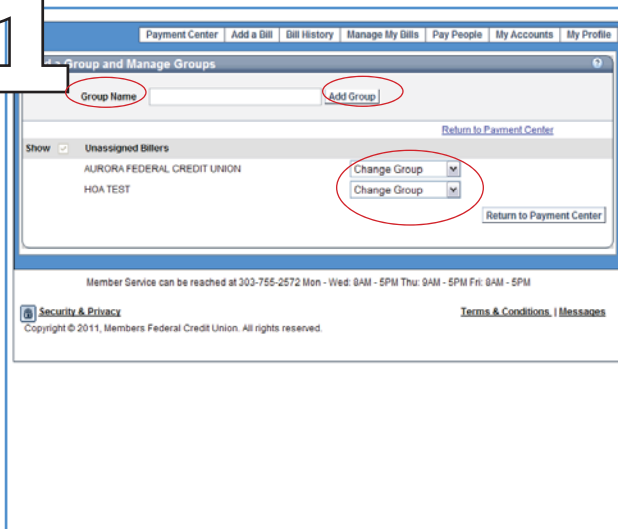 1
Payment Center Add a Bill Bill History Manage My Bills Pay People My Accounts My Profile
Group and Manage Groups ?
Group Name Add Group
Return to Payment Center
Show Unassigned Billers
AURORA FEDERAL CREDIT UNION Change Group
HOA TEST Change Group
Return to Payment Center
Member Service can be reached at 303-755-2572 Mon - Wed: 8AM - 5PM Thu: 9AM - 5PM Fri: 8AM - 5PM
Security & Privacy Terms & Conditions | Messages
Copyright © 2011, Members Federal Credit Union. All rights reserved.